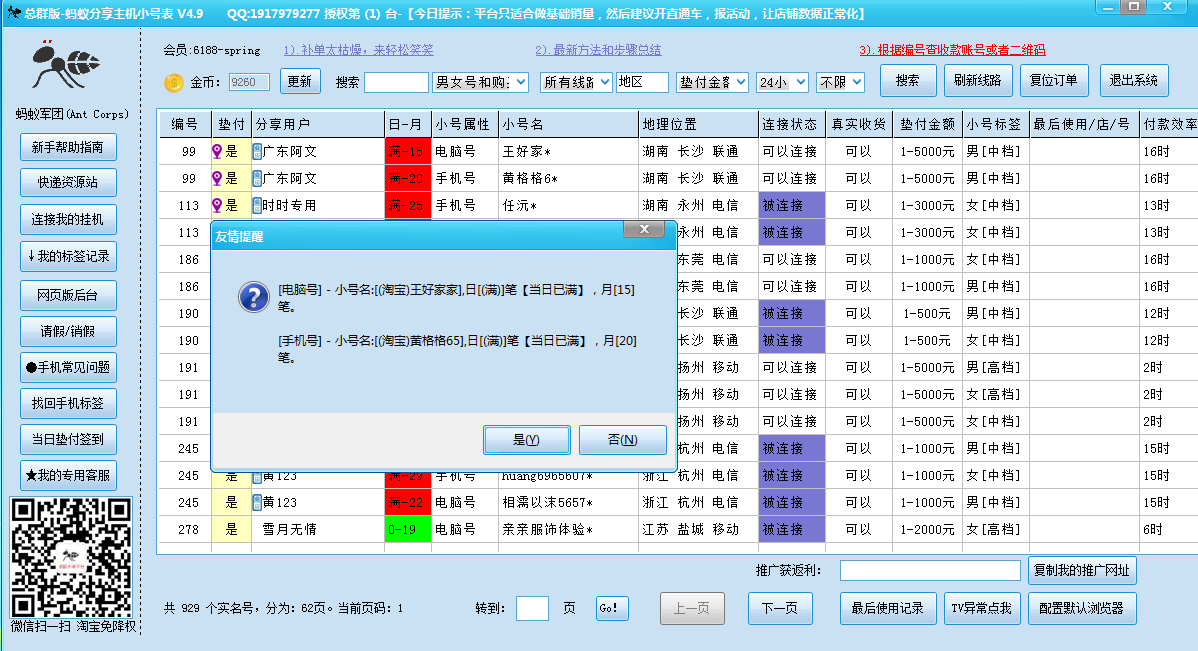 总群版-蚂蚁分享主机小号表 V4.9 QQ:1917979277 授权第 (1) 台-【今日提示：平台只适合做基础销量，然后建议开直通车，报活动，让店铺数据正常化】
会员:6188-spring 1).补单太枯燥，来轻松笑笑 2).最新方法和步骤总结 3).根据编号查收款账号或者二维码
金币: 9260 更新 搜索 男女号和购 所有线路 地区 垫付金额 24小 不限 搜索 刷新线路 复位订单 退出系统
蚂蚁军团(Ant Corps)
新手帮助指南
快递资源站
连接我的挂机
↓我的标签记录
网页版后台
请假/销假
●手机常见问题
找回手机标签
当日垫付签到
★我的专用客服
微信扫一扫 淘宝免降权
编号 垫付 分享用户 日-月 小号属性 小号名 地理位置 连接状态 真实收货 垫付金额 小号标签 最后使用/店/号 付款效率
99 是 广东阿文 满-15 电脑号 王好家* 湖南 长沙 联通 可以连接 可以 1-5000元 男[中档] 16时
99 是 广东阿文 满-20 手机号 黄格格6* 湖南 长沙 联通 可以连接 可以 1-5000元 男[中档] 16时
113 是 时时专用 满-25 手机号 任沅* 湖南 永州 电信 被连接 可以 1-3000元 女[中档] 13时
113 永州 电信 被连接 可以 1-3000元 女[中档] 13时
186 东莞 电信 可以连接 可以 1-1000元 女[中档] 16时
186 东莞 电信 可以连接 可以 1-1000元 男[中档] 16时
190 长沙 联通 被连接 可以 1-500元 男[中档] 12时
190 长沙 联通 被连接 可以 1-500元 女[中档] 12时
191 扬州 移动 可以连接 可以 1-5000元 男[高档] 2时
191 扬州 移动 可以连接 可以 1-5000元 女[高档] 2时
191 扬州 移动 可以连接 可以 1-5000元 女[中档] 2时
245 杭州 电信 被连接 可以 1-1000元 男[中档] 15时
245 是 黄123 满-29 手机号 huang6965607* 浙江 杭州 电信 被连接 可以 1-1000元 女[中档] 15时
245 是 黄123 满-22 电脑号 相濡以沫5657* 浙江 杭州 电信 被连接 可以 1-1000元 男[中档] 15时
278 是 雪月无情 0-19 电脑号 亲亲服饰体验* 江苏 盐城 移动 被连接 可以 1-2000元 女[高档] 6时
友情提醒
[电脑号] - 小号名:[(淘宝)王好家家],日[(满)]笔【当日已满】，月[15]
笔。
[手机号] - 小号名:[(淘宝)黄格格65],日[(满)]笔【当日已满】，月[20]
笔。
是(Y) 否(N)
推广获返利: 复制我的推广网址
共 929 个实名号，分为: 62页。当前页码: 1 转到: 页 Go! 上一页 下一页 最后使用记录 TV异常点我 配置默认浏览器